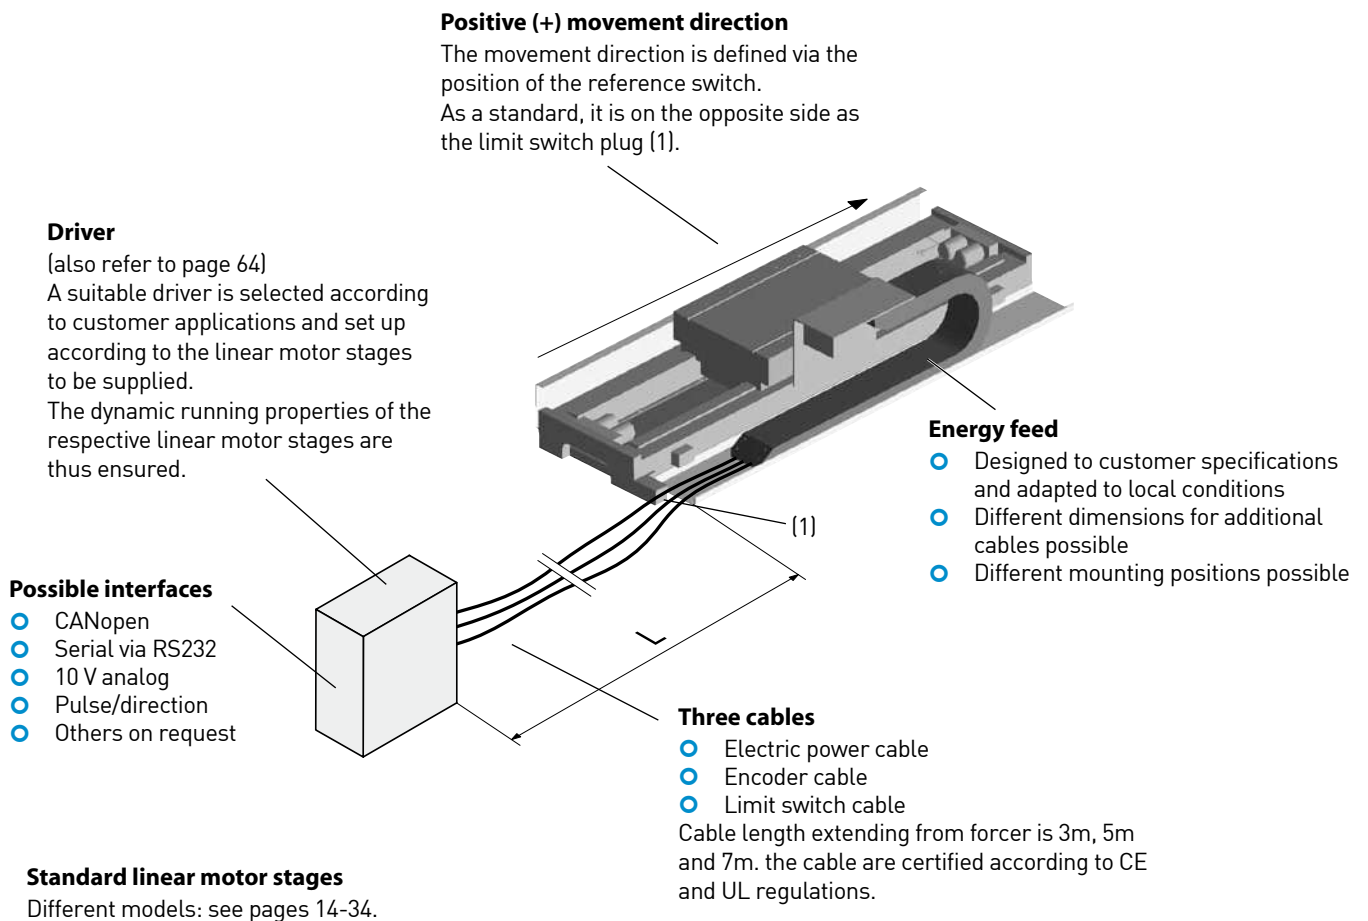 Positive (+) movement direction
The movement direction is defined via the
position of the reference switch.
As a standard, it is on the opposite side as
the limit switch plug (1).
Driver
(also refer to page 64)
A suitable driver is selected according
to customer applications and set up
according to the linear motor stages
to be supplied.
The dynamic running properties of the
respective linear motor stages are
thus ensured.
Energy feed
Designed to customer specifications
and adapted to local conditions
Different dimensions for additional
cables possible
Different mounting positions possible
(1)
L
Possible interfaces
CANopen
Serial via RS232
10 V analog
Pulse/direction
Others on request
Three cables
Electric power cable
Encoder cable
Limit switch cable
Cable length extending from forcer is 3m, 5m
and 7m. the cable are certified according to CE
and UL regulations.
Standard linear motor stages
Different models: see pages 14-34.